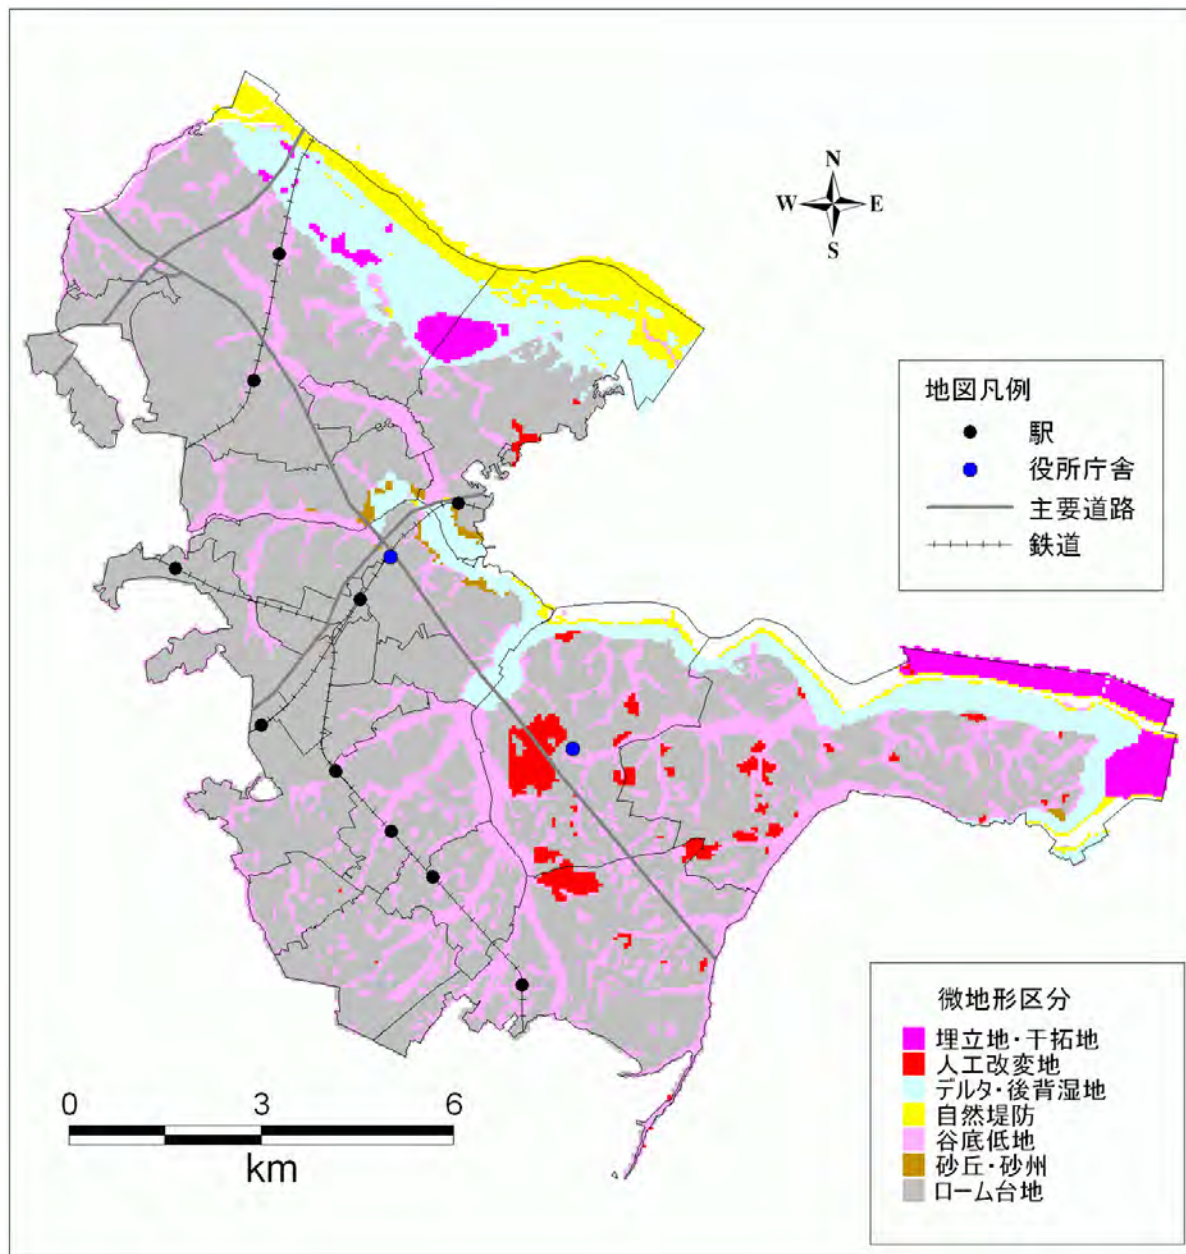 N
W E
S
地図凡例
駅
役所庁舎
主要道路
鉄道
微地形区分
埋立地・干拓地
人工改変地
デルタ・後背湿地
自然堤防
谷底低地
砂丘・砂州
ローム台地
0 3 6
km